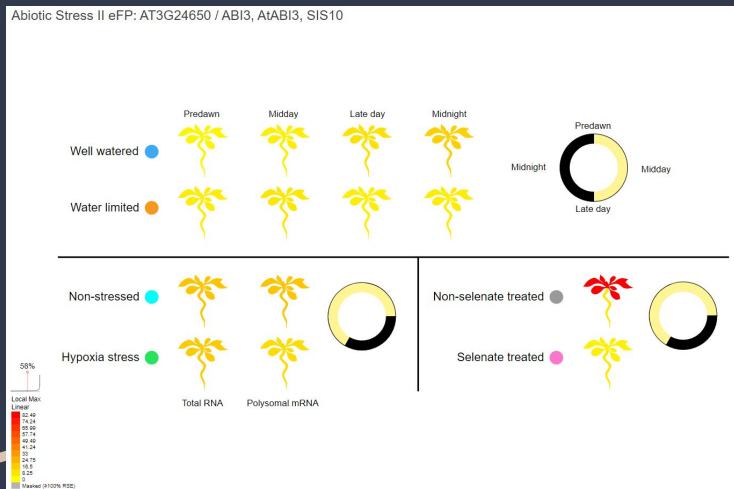 Abiotic Stress II eFP: AT3G24650 / ABI3, AtABI3, SIS10
Predawn Midday Late day Midnight
Well watered
Water limited
Predawn
Midnight Midday
Late day
Non-stressed
Hypoxia stress
Total RNA Polysomal mRNA
Non-selenate treated
Selenate treated
56%
Local Max
Linear
82.49
74.24
65.99
57.74
49.49
41.24
33
24.75
16.5
8.25
0
Masked (≥100% RSE)